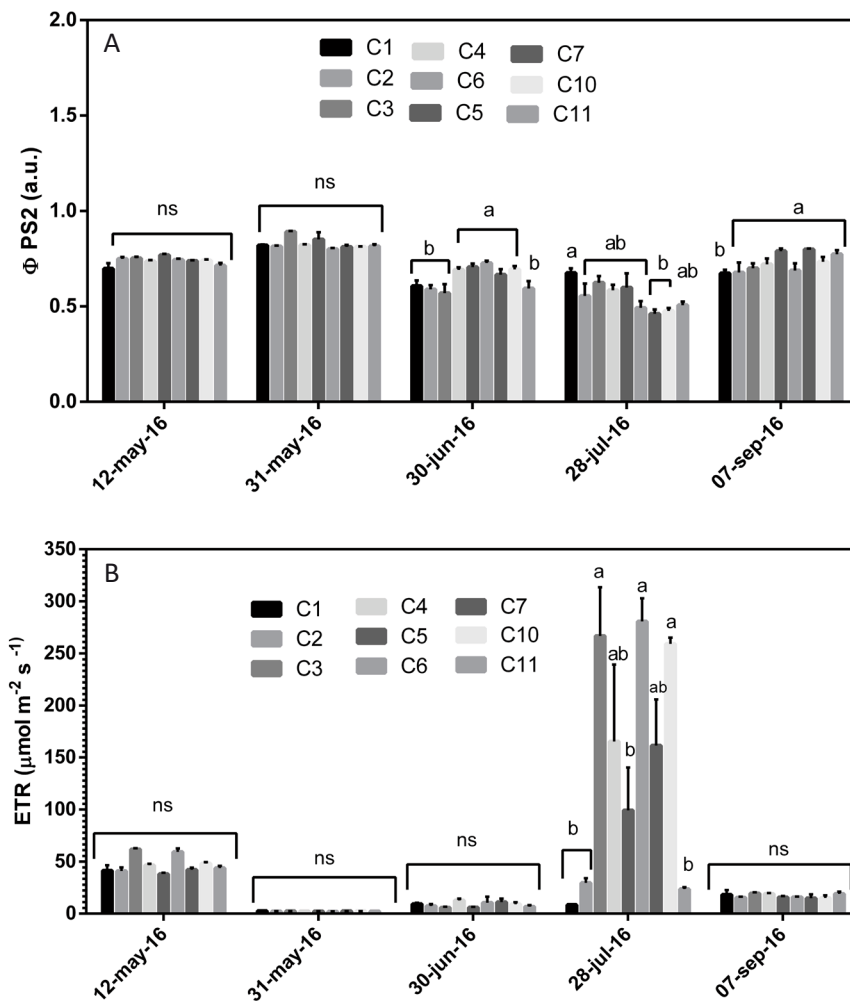 A
2.0
1.5
1.0
0.5
0.0
Φ PS2 (a.u.)
C1 C4 C7
C2 C6 C10
C3 C5 C11
ns
ns
b a b
a ab b ab
b a
12-may-16 31-may-16 30-jun-16 28-jul-16 07-sep-16
B
350
300
250
200
150
100
50
0
ETR (μmol m⁻² s ⁻¹)
C1 C4 C7
C2 C5 C10
C3 C6 C11
ns
ns
ns
b a ab b a ab a b
ns
12-may-16 31-may-16 30-jun-16 28-jul-16 07-sep-16